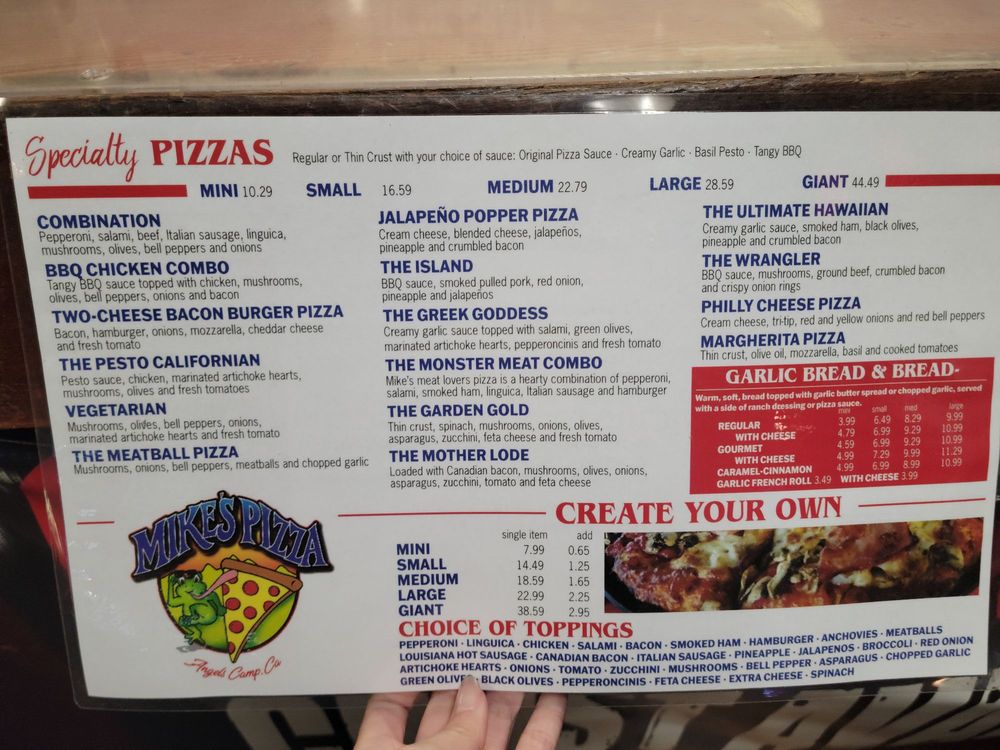 Specialty PIZZAS
Regular or Thin Crust with your choice of sauce: Original Pizza Sauce · Creamy Garlic · Basil Pesto · Tangy BBQ
MINI 10.29 SMALL 16.59 MEDIUM 22.79 LARGE 28.59 GIANT 44.49
COMBINATION
Pepperoni, salami, beef, Italian sausage, linguica,
mushrooms, olives, bell peppers and onions
BBQ CHICKEN COMBO
Tangy BBQ sauce topped with chicken, mushrooms,
olives, bell peppers, onions and bacon
TWO-CHEESE BACON BURGER PIZZA
Bacon, hamburger, onions, mozzarella, cheddar cheese
and fresh tomato
THE PESTO CALIFORNIAN
Pesto sauce, chicken, marinated artichoke hearts,
mushrooms, olives and fresh tomatoes
VEGETARIAN
Mushrooms, olives, bell peppers, onions,
marinated artichoke hearts and fresh tomato
THE MEATBALL PIZZA
Mushrooms, onions, bell peppers, meatballs and chopped garlic
JALAPEÑO POPPER PIZZA
Cream cheese, blended cheese, jalapeños,
pineapple and crumbled bacon
THE ISLAND
BBQ sauce, smoked pulled pork, red onion,
pineapple and jalapeños
THE GREEK GODDESS
Creamy garlic sauce topped with salami, green olives,
marinated artichoke hearts, pepperoncinis and fresh tomato
THE MONSTER MEAT COMBO
Mike's meat lovers pizza is a hearty combination of pepperoni,
salami, smoked ham, linguica, Italian sausage and hamburger
THE GARDEN GOLD
Thin crust, spinach, mushrooms, onions, olives,
asparagus, zucchini, feta cheese and fresh tomato
THE MOTHER LODE
Loaded with Canadian bacon, mushrooms, olives, onions,
asparagus, zucchini, tomato and feta cheese
THE ULTIMATE HAWAIIAN
Creamy garlic sauce, smoked ham, black olives,
pineapple and crumbled bacon
THE WRANGLER
BBQ sauce, mushrooms, ground beef, crumbled bacon
and crispy onion rings
PHILLY CHEESE PIZZA
Cream cheese, tri-tip, red and yellow onions and red bell peppers
MARGHERITA PIZZA
Thin crust, olive oil, mozzarella, basil and cooked tomatoes
GARLIC BREAD & BREAD-
Warm, soft, bread topped with garlic butter spread or chopped garlic, served
with a side of ranch dressing or pizza sauce.
mini small med large
REGULAR 3.99 6.49 8.29 9.99
WITH CHEESE 4.79 6.99 9.29 10.99
GOURMET 4.59 6.99 9.29 10.99
WITH CHEESE 4.99 7.29 9.99 11.29
CARAMEL-CINNAMON 4.99 6.99 8.99 10.99
GARLIC FRENCH ROLL 3.49 WITH CHEESE 3.99
MIKE'S PIZZA
Angels Camp, Ca
CREATE YOUR OWN
single item add
MINI 7.99 0.65
SMALL 14.49 1.25
MEDIUM 18.59 1.65
LARGE 22.99 2.25
GIANT 38.59 2.95
CHOICE OF TOPPINGS
PEPPERONI · LINGUICA · CHICKEN · SALAMI · BACON · SMOKED HAM · HAMBURGER · ANCHOVIES · MEATBALLS
LOUISIANA HOT SAUSAGE · CANADIAN BACON · ITALIAN SAUSAGE · PINEAPPLE · JALAPENOS · BROCCOLI · RED ONION
ARTICHOKE HEARTS · ONIONS · TOMATO · ZUCCHINI · MUSHROOMS · BELL PEPPER · ASPARAGUS · CHOPPED GARLIC
GREEN OLIVES · BLACK OLIVES · PEPPERONCINIS · FETA CHEESE · EXTRA CHEESE · SPINACH